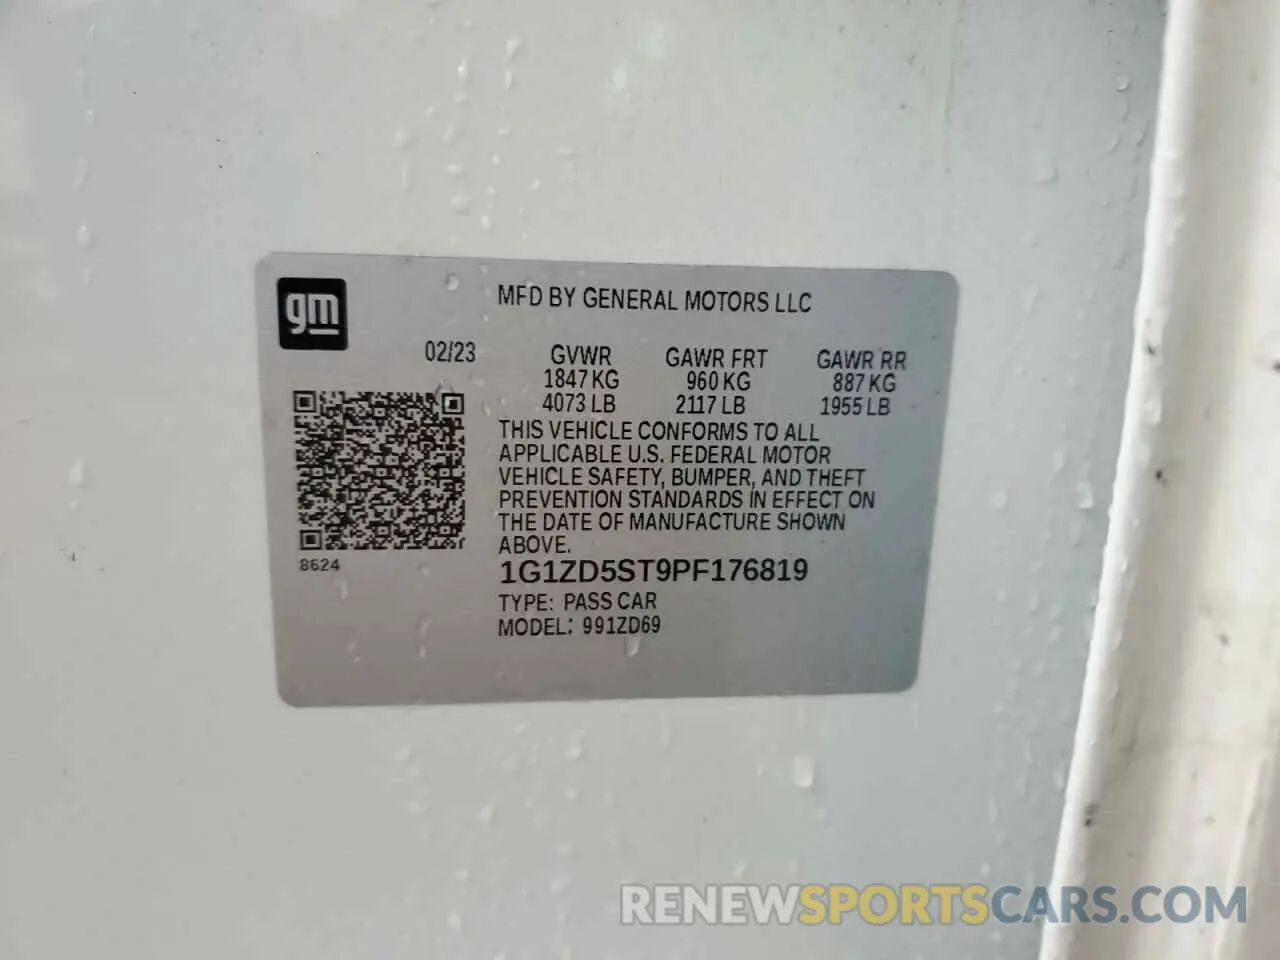 gm
MFD BY GENERAL MOTORS LLC
02/23 GVWR GAWR FRT GAWR RR
1847 KG 960 KG 887 KG
4073 LB 2117 LB 1955 LB
THIS VEHICLE CONFORMS TO ALL
APPLICABLE U.S. FEDERAL MOTOR
VEHICLE SAFETY, BUMPER, AND THEFT
PREVENTION STANDARDS IN EFFECT ON
THE DATE OF MANUFACTURE SHOWN
ABOVE.
8624
1G1ZD5ST9PF176819
TYPE: PASS CAR
MODEL: 991ZD69
RENEWSPORTSCARS.COM